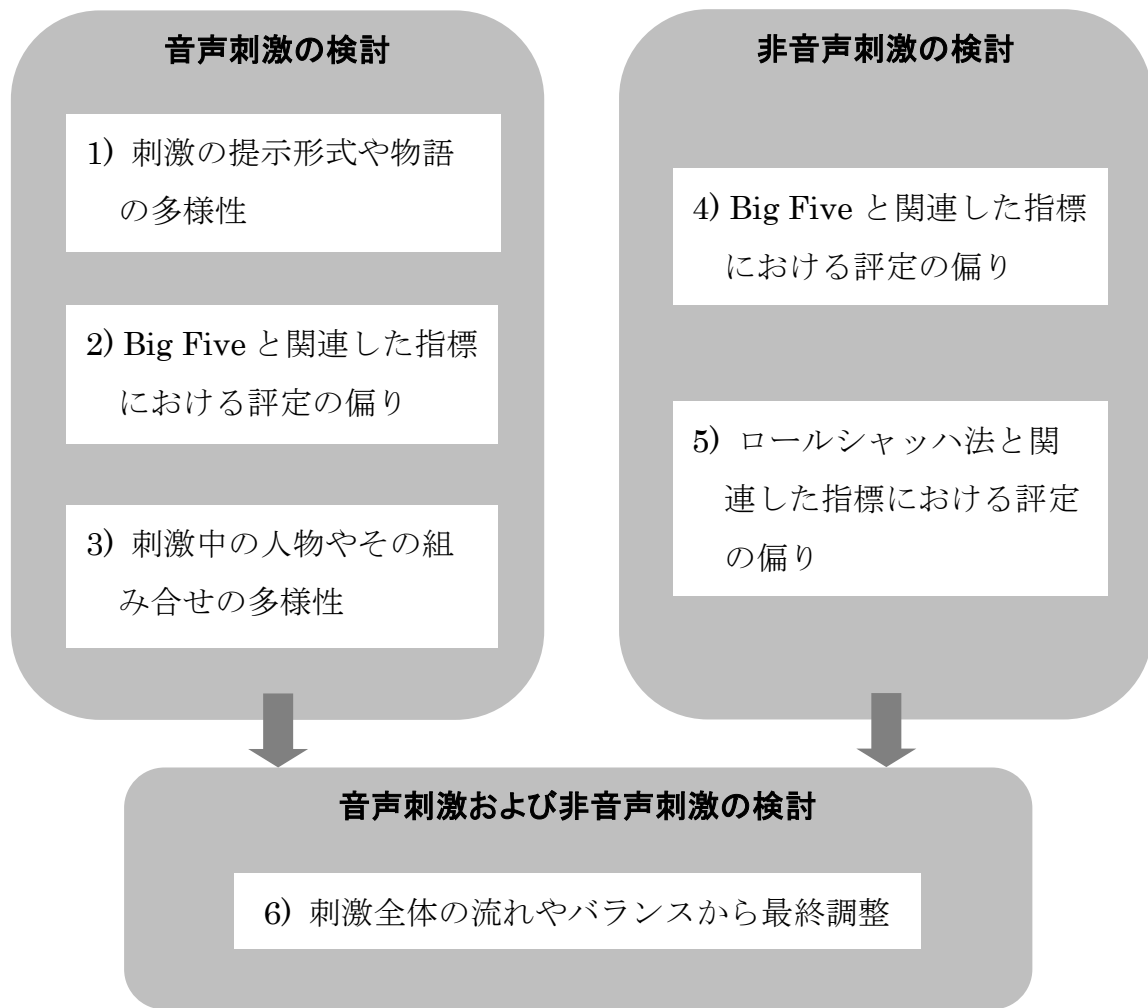 音声刺激の検討
1) 刺激の提示形式や物語
の多様性
2) Big Five と関連した指標
における評定の偏り
3) 刺激中の人物やその組
み合せの多様性
非音声刺激の検討
4) Big Five と関連した指標
における評定の偏り
5) ロールシャッハ法と関
連した指標における評定
の偏り
音声刺激および非音声刺激の検討
6) 刺激全体の流れやバランスから最終調整